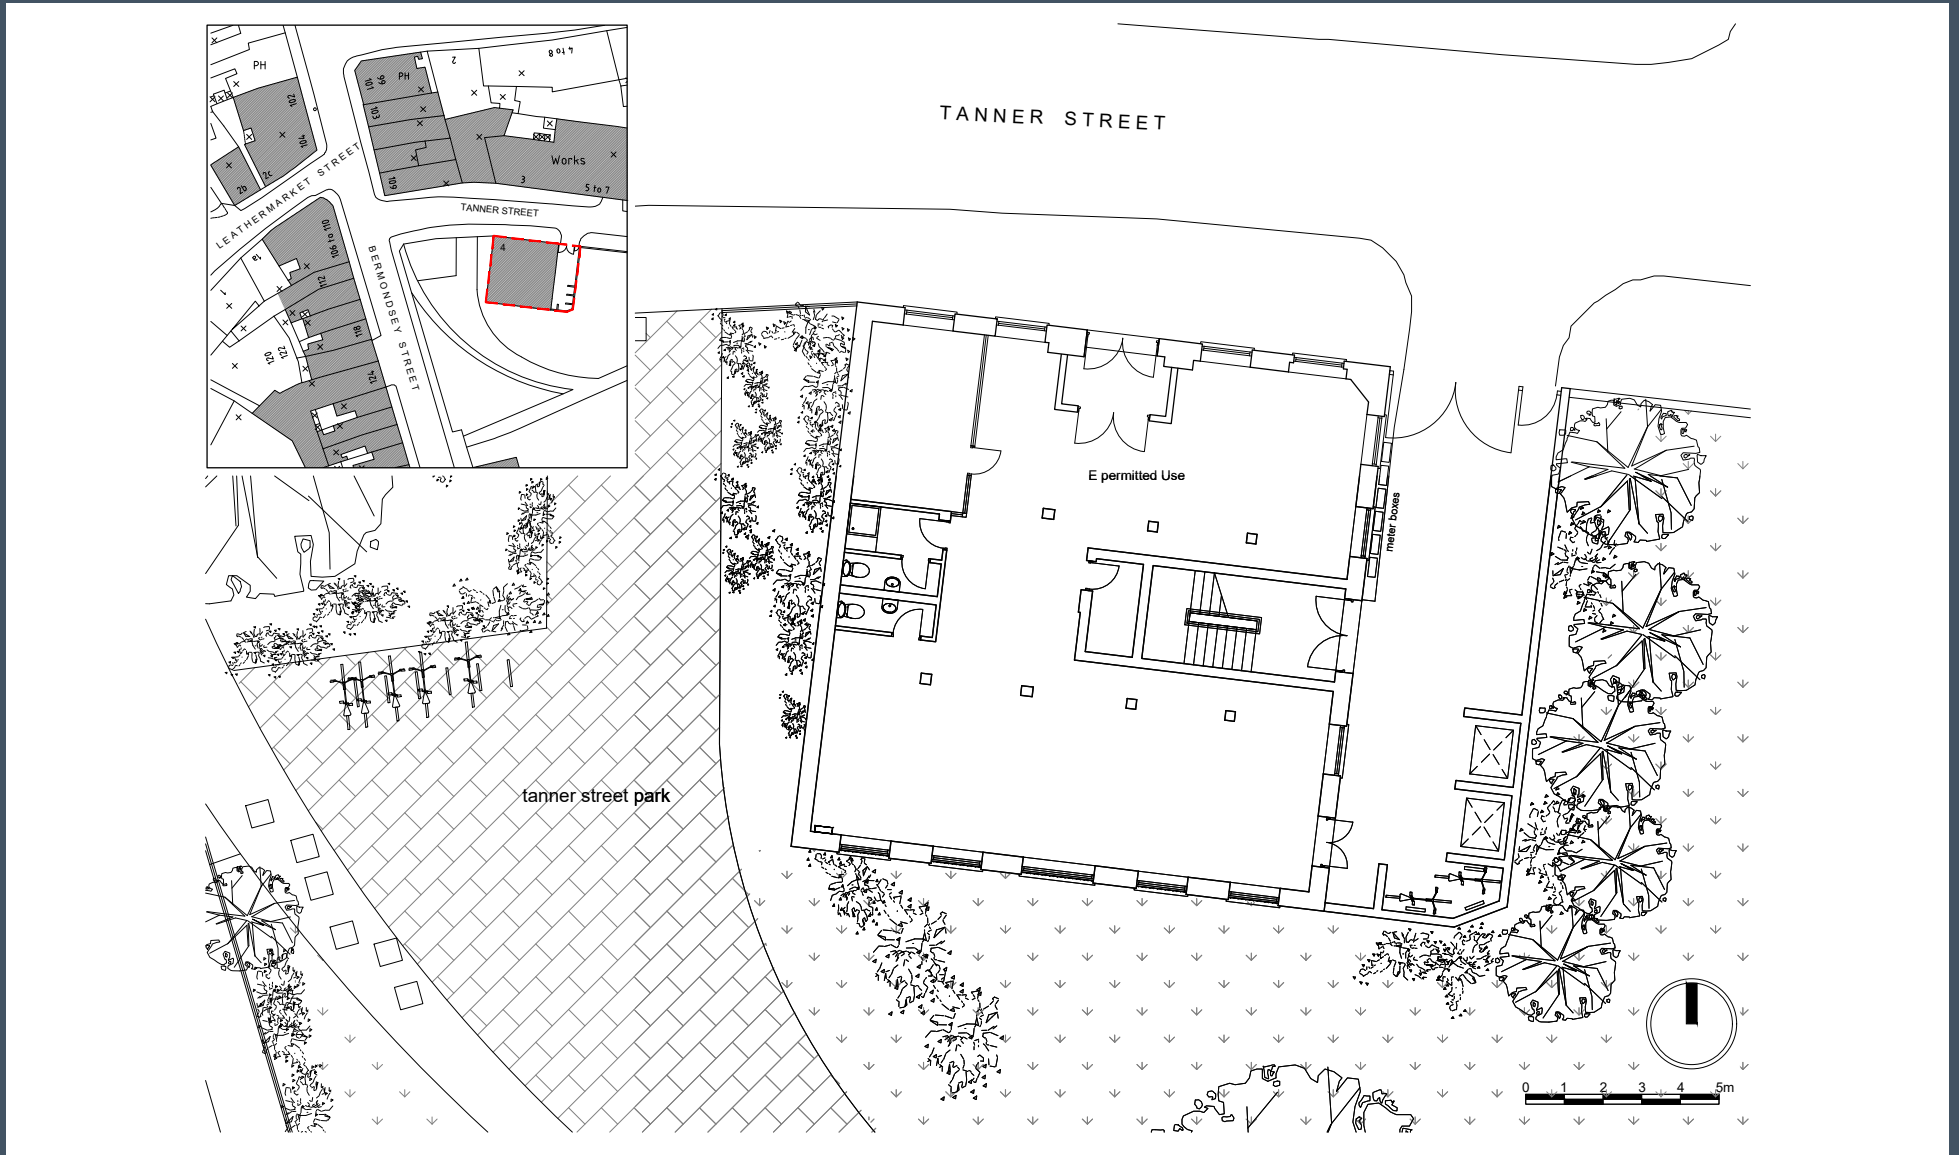 PH
102
104
2b
2c
LEATHERMARKET STREET
101
99
PH
103
109
2
4 to 8
Works
3
5 to 7
TANNER STREET
4
BERMONDSEY STREET
106 to 110
112
118
120
122
124
1a
1
TANNER STREET
E permitted Use
meter boxes
tanner street park
0 1 2 3 4 5m